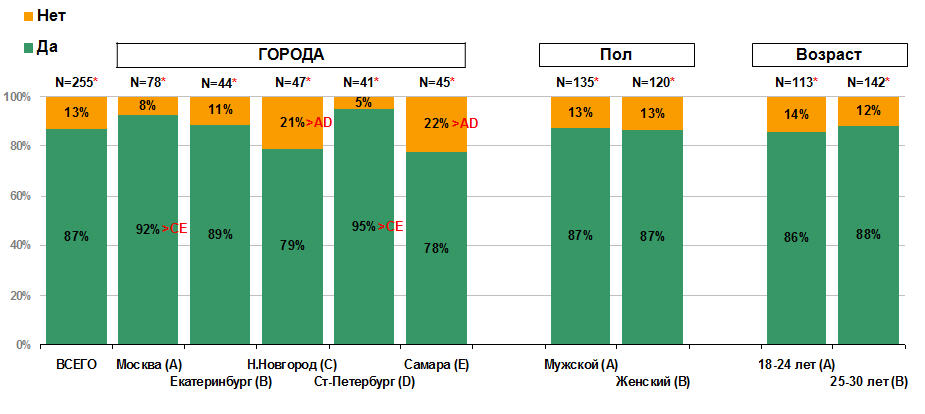 Нет
Да
ГОРОДА
Пол
Возраст
N=255*
N=78*
N=44*
N=47*
N=41*
N=45*
N=135*
N=120*
N=113*
N=142*
100%
80%
60%
40%
20%
0%
13%
8%
11%
21%>AD
5%
22%>AD
13%
13%
14%
12%
87%
92%>CE
89%
79%
95%>CE
78%
87%
87%
86%
88%
ВСЕГО
Москва (A)
Екатеринбург (B)
Н.Новгород (C)
Ст-Петербург (D)
Самара (E)
Мужской (A)
Женский (B)
18-24 лет (A)
25-30 лет (B)